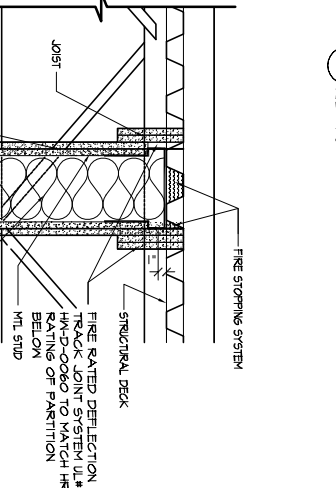 FIRE STOPPING SYSTEM
STRUCTURAL DECK
1"
FIRE RATED DEFLECTION
TRACK JOINT SYSTEM UL#
HW-D-0060 TO MATCH HR
RATING OF PARTITION
BELOW
MTL STUD
JOIST